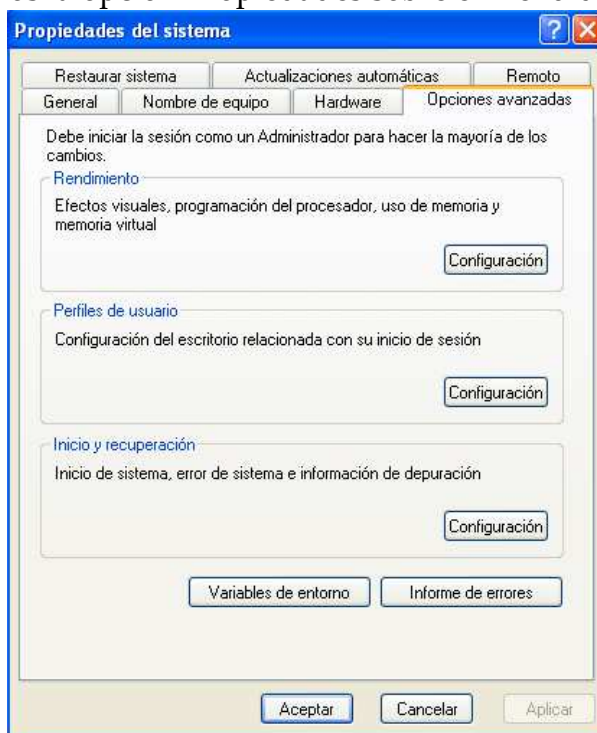 Propiedades del sistema
Restaurar sistema Actualizaciones automáticas Remoto
General Nombre de equipo Hardware Opciones avanzadas
Debe iniciar la sesión como un Administrador para hacer la mayoría de los
cambios.
Rendimiento
Efectos visuales, programación del procesador, uso de memoria y
memoria virtual
Configuración
Perfiles de usuario
Configuración del escritorio relacionada con su inicio de sesión
Configuración
Inicio y recuperación
Inicio de sistema, error de sistema e información de depuración
Configuración
Variables de entorno Informe de errores
Aceptar Cancelar Aplicar